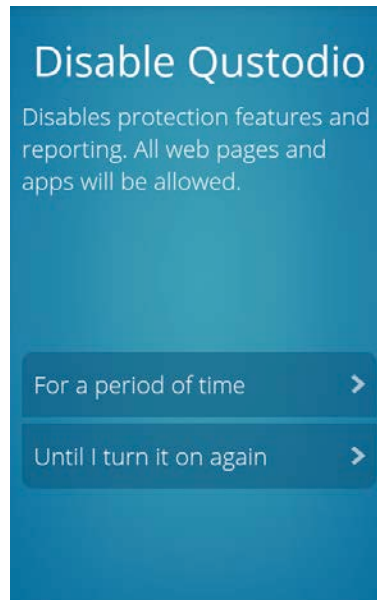 Disable Qustodio
Disables protection features and
reporting. All web pages and
apps will be allowed.
For a period of time
Until I turn it on again